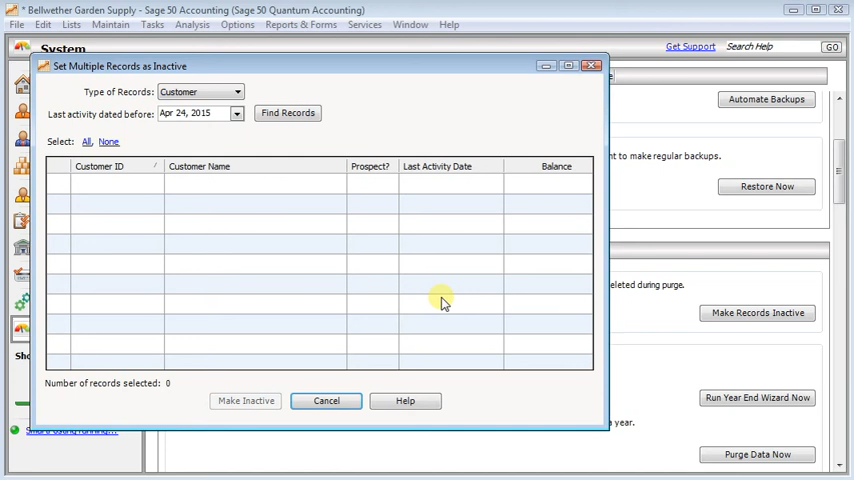 * Bellwether Garden Supply - Sage 50 Accounting (Sage 50 Quantum Accounting)
File Edit Lists Maintain Tasks Analysis Options Reports & Forms Services Window Help
System
Get Support Search Help GO
Set Multiple Records as Inactive
Type of Records: Customer
Automate Backups
Last activity dated before: Apr 24, 2015 Find Records
Select: All, None
ent to make regular backups.
Customer ID / Customer Name Prospect? Last Activity Date Balance
Restore Now
eleted during purge.
Make Records Inactive
Sho
Number of records selected: 0
Make Inactive Cancel Help
Run Year End Wizard Now
a year.
Purge Data Now